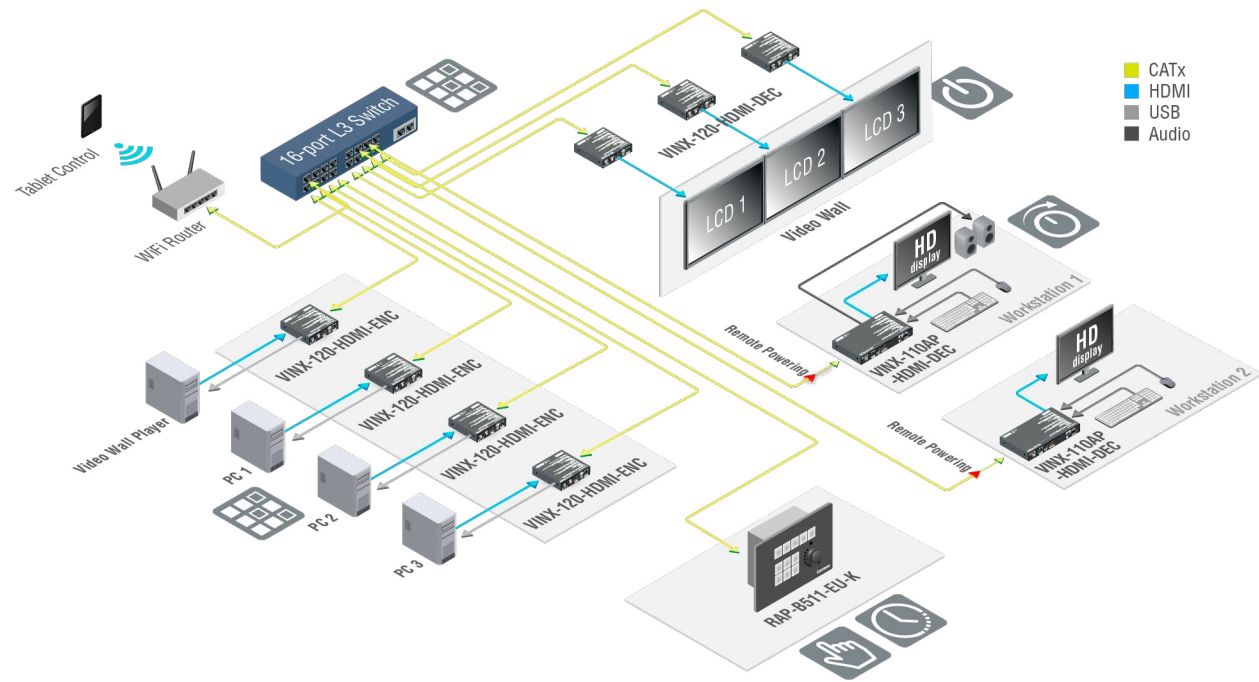 CATx
HDMI
USB
Audio
Tablet Control
WiFi Router
16-port L3 Switch
VINX-120-HDMI-DEC
LCD 1
LCD 2
LCD 3
Video Wall
HD
display
Workstation 1
VINX-110AP
-HDMI-DEC
Remote Powering
HD
display
Workstation 2
VINX-110AP
-HDMI-DEC
Remote Powering
VINX-120-HDMI-ENC
VINX-120-HDMI-ENC
VINX-120-HDMI-ENC
VINX-120-HDMI-ENC
Video Wall Player
PC 1
PC 2
PC 3
RAP-B511-EU-K